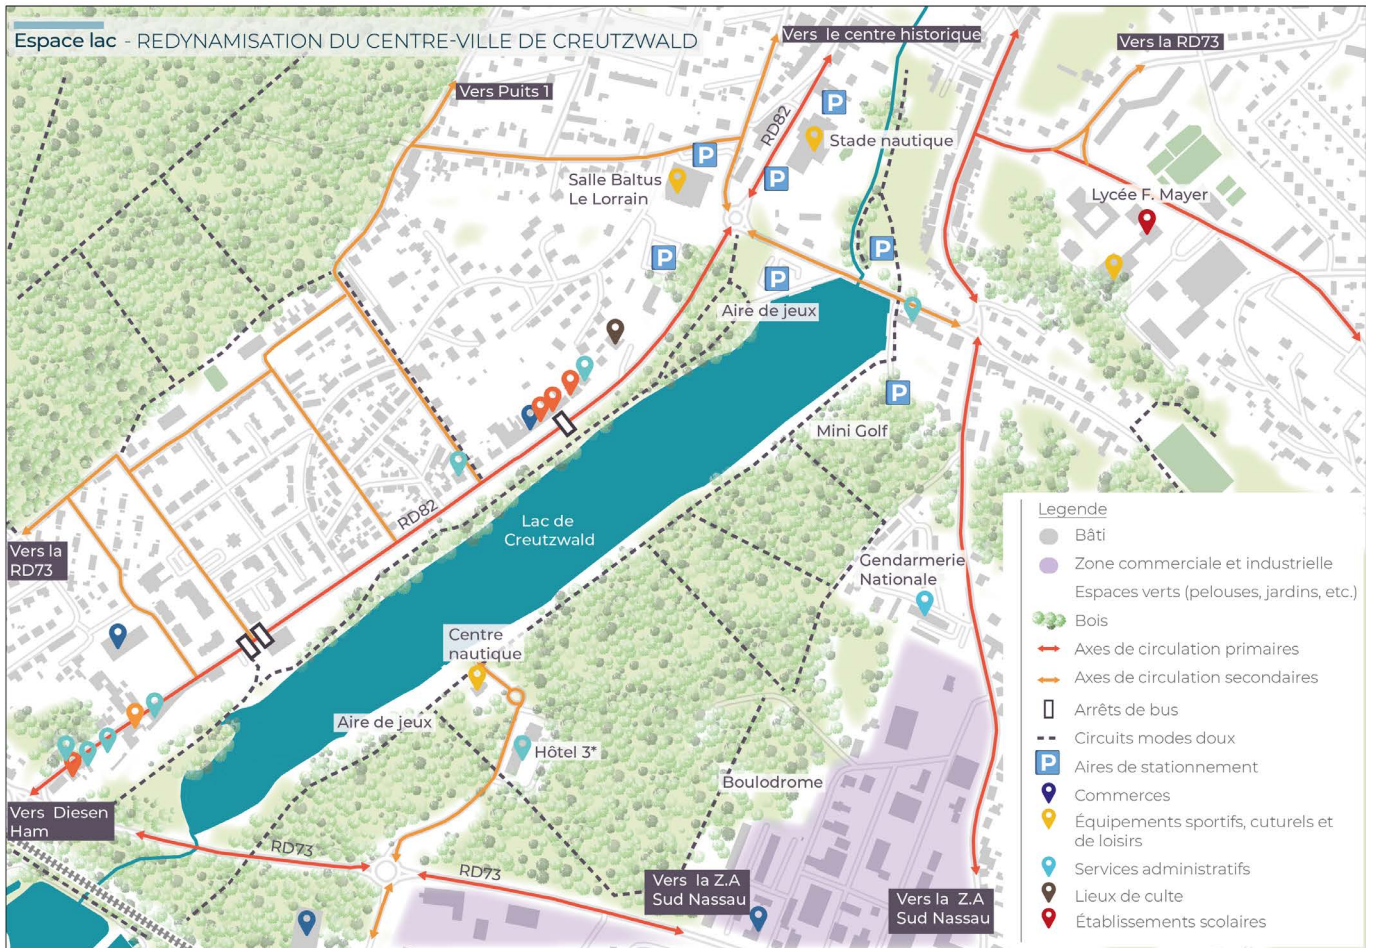 Espace lac - REDYNAMISATION DU CENTRE-VILLE DE CREUTZWALD
Vers le centre historique
Vers la RD73
Vers Puits 1
RD82
P
Stade nautique
P
P
Salle Baltus
Le Lorrain
Lycée F. Mayer
P
P
P
Aire de jeux
P
Mini Golf
RD82
Lac de
Creutzwald
Vers la
RD73
Gendarmerie
Nationale
Centre
nautique
Aire de jeux
Hôtel 3*
Boulodrome
Vers Diesen
Ham
RD73
RD73
Vers la Z.A
Sud Nassau
Vers la Z.A
Sud Nassau
Legende
Bâti
Zone commerciale et industrielle
Espaces verts (pelouses, jardins, etc.)
Bois
Axes de circulation primaires
Axes de circulation secondaires
Arrêts de bus
Circuits modes doux
P Aires de stationnement
Commerces
Équipements sportifs, cuturels et
de loisirs
Services administratifs
Lieux de culte
Établissements scolaires